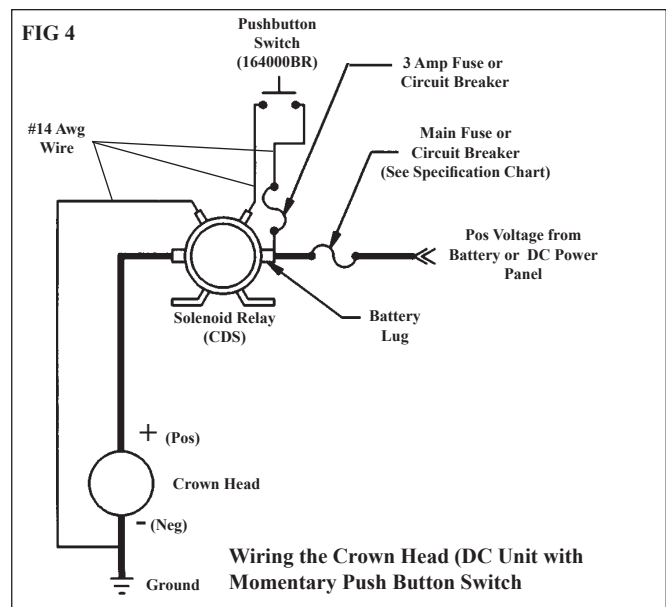 FIG 4
Pushbutton
Switch
(164000BR)
3 Amp Fuse or
Circuit Breaker
#14 Awg
Wire
Main Fuse or
Circuit Breaker
(See Specification Chart)
Pos Voltage from
Battery or DC Power
Panel
Solenoid Relay
(CDS)
Battery
Lug
+ (Pos)
Crown Head
- (Neg)
Ground
Wiring the Crown Head (DC Unit with
Momentary Push Button Switch